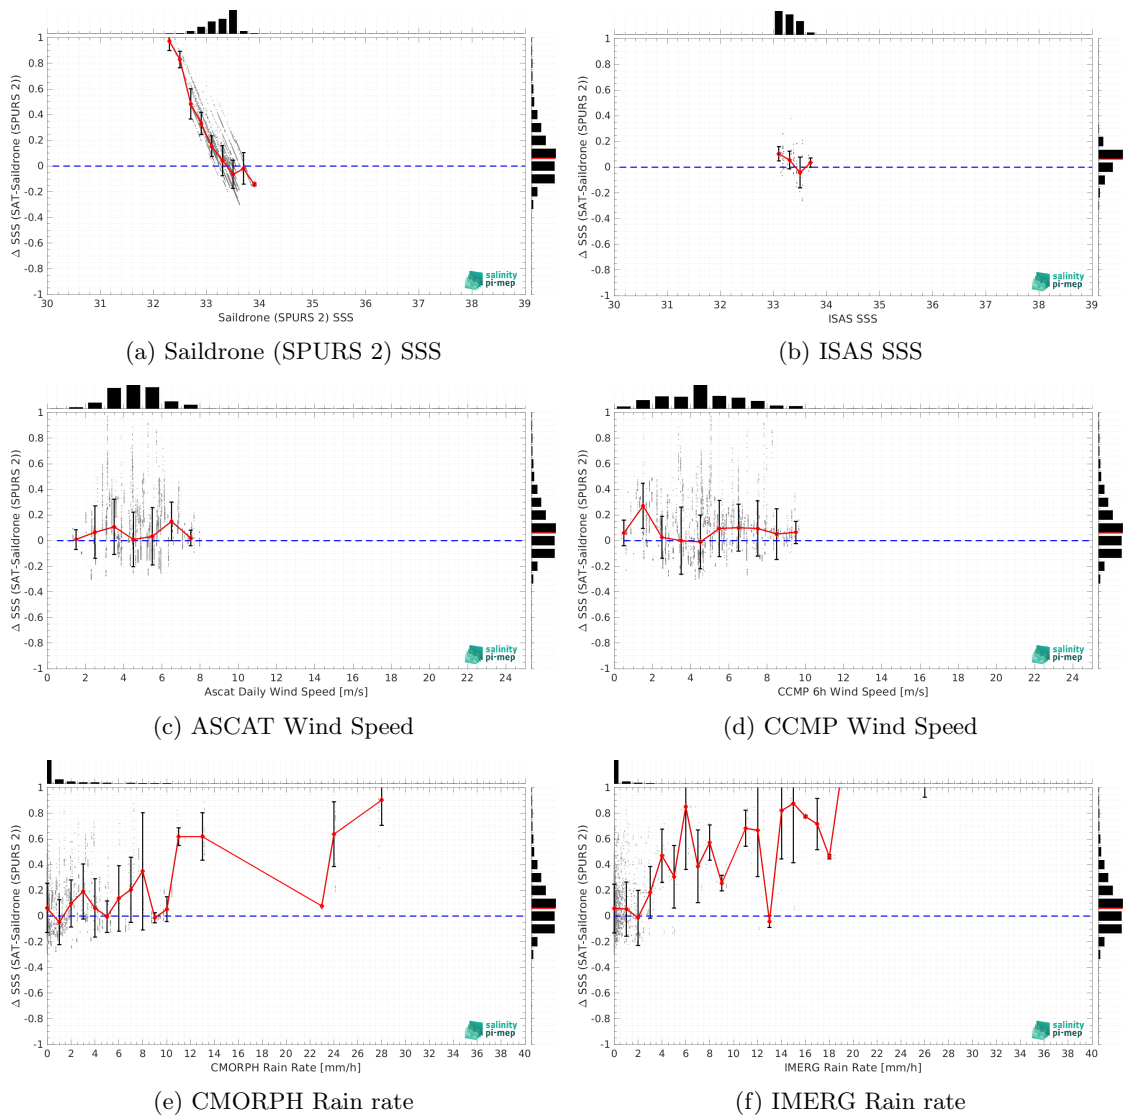 Δ SSS (SAT-Saildrone (SPURS 2))
1
0.8
0.6
0.4
0.2
0
-0.2
-0.4
-0.6
-0.8
-1
30 31 32 33 34 35 36 37 38 39
Saildrone (SPURS 2) SSS
salinity
pi-mep
(a) Saildrone (SPURS 2) SSS
Δ SSS (SAT-Saildrone (SPURS 2))
1
0.8
0.6
0.4
0.2
0
-0.2
-0.4
-0.6
-0.8
-1
30 31 32 33 34 35 36 37 38 39
ISAS SSS
salinity
pi-mep
(b) ISAS SSS
Δ SSS (SAT-Saildrone (SPURS 2))
1
0.8
0.6
0.4
0.2
0
-0.2
-0.4
-0.6
-0.8
-1
0 2 4 6 8 10 12 14 16 18 20 22 24
Ascat Daily Wind Speed [m/s]
salinity
pi-mep
(c) ASCAT Wind Speed
Δ SSS (SAT-Saildrone (SPURS 2))
1
0.8
0.6
0.4
0.2
0
-0.2
-0.4
-0.6
-0.8
-1
0 2 4 6 8 10 12 14 16 18 20 22 24
CCMP 6h Wind Speed [m/s]
salinity
pi-mep
(d) CCMP Wind Speed
Δ SSS (SAT-Saildrone (SPURS 2))
1
0.8
0.6
0.4
0.2
0
-0.2
-0.4
-0.6
-0.8
-1
0 2 4 6 8 10 12 14 16 18 20 22 24 26 28 30 32 34 36 38 40
CMORPH Rain Rate [mm/h]
salinity
pi-mep
(e) CMORPH Rain rate
Δ SSS (SAT-Saildrone (SPURS 2))
1
0.8
0.6
0.4
0.2
0
-0.2
-0.4
-0.6
-0.8
-1
0 2 4 6 8 10 12 14 16 18 20 22 24 26 28 30 32 34 36 38 40
IMERG Rain Rate [mm/h]
salinity
pi-mep
(f) IMERG Rain rate